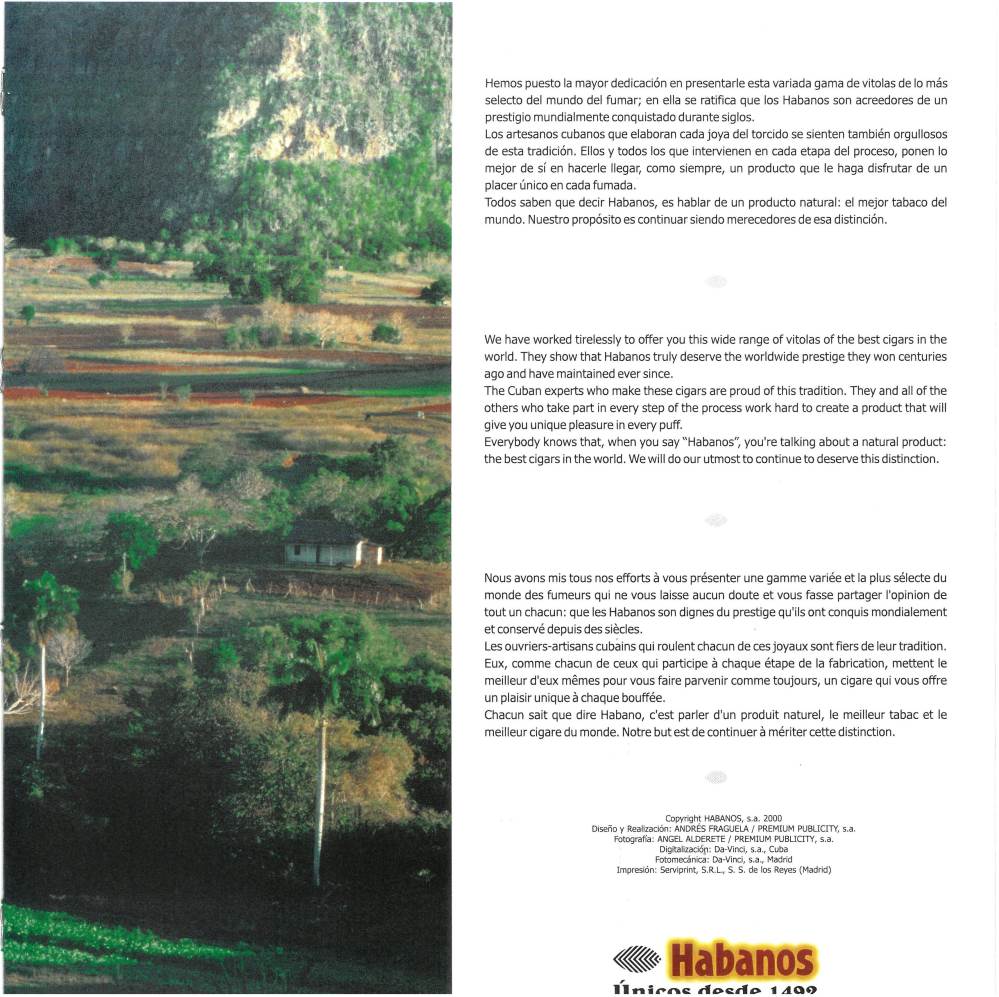 Hemos puesto la mayor dedicación en presentarle esta variada gama de vitolas de lo más
selecto del mundo del fumar; en ella se ratifica que los Habanos son acreedores de un
prestigio mundialmente conquistado durante siglos.
Los artesanos cubanos que elaboran cada joya del torcido se sienten también orgullosos
de esta tradición. Ellos y todos los que intervienen en cada etapa del proceso, ponen lo
mejor de sí en hacerle llegar, como siempre, un producto que le haga disfrutar de un
placer único en cada fumada.
Todos saben que decir Habanos, es hablar de un producto natural: el mejor tabaco del
mundo. Nuestro propósito es continuar siendo merecedores de esa distinción.
We have worked tirelessly to offer you this wide range of vitolas of the best cigars in the
world. They show that Habanos truly deserve the worldwide prestige they won centuries
ago and have maintained ever since.
The Cuban experts who make these cigars are proud of this tradition. They and all of the
others who take part in every step of the process work hard to create a product that will
give you unique pleasure in every puff.
Everybody knows that, when you say “Habanos”, you're talking about a natural product:
the best cigars in the world. We will do our utmost to continue to deserve this distinction.
Nous avons mis tous nos efforts à vous présenter une gamme variée et la plus sélecte du
monde des fumeurs qui ne vous laisse aucun doute et vous fasse partager l'opinion de
tout un chacun: que les Habanos son dignes du prestige qu'ils ont conquis mondialement
et conservé depuis des siècles.
Les ouvriers-artisans cubains qui roulent chacun de ces joyaux sont fiers de leur tradition.
Eux, comme chacun de ceux qui participe à chaque étape de la fabrication, mettent le
meilleur d'eux mêmes pour vous faire parvenir comme toujours, un cigare qui vous offre
un plaisir unique à chaque bouffée.
Chacun sait que dire Habano, c'est parler d'un produit naturel, le meilleur tabac et le
meilleur cigare du monde. Notre but est de continuer à mériter cette distinction.
Copyright HABANOS, s.a. 2000
Diseño y Realización: ANDRÉS FRAGUELA / PREMIUM PUBLICITY, s.a.
Fotografía: ANGEL ALDERETE / PREMIUM PUBLICITY, s.a.
Digitalización: Da-Vinci, s.a., Cuba
Fotomecánica: Da-Vinci, s.a., Madrid
Impresión: Serviprint, S.R.L., S. S. de los Reyes (Madrid)
Habanos
Únicos desde 1492